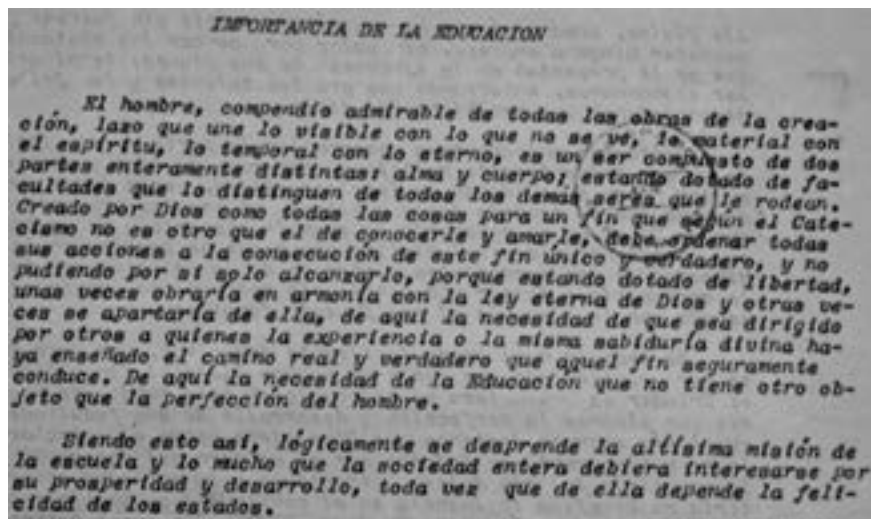 IMPORTANCIA DE LA EDUCACION
El hombre, compendio admirable de todas las obras de la crea-
ción, lazo que une lo visible con lo que no se ve, lo material con
el espíritu, lo temporal con lo eterno, es un ser compuesto de dos
partes enteramente distintas: alma y cuerpo; estando dotado de fa-
cultades que lo distinguen de todos los demas seres que le rodean.
Creado por Dios como todas las cosas para un fin que según el Cate-
cismo no es otro que el de conocerle y amarle, debe ordenar todas
sus acciones a la consecución de este fin único y verdadero, y no
pudiendo por si solo alcanzarlo, porque estando dotado de libertad,
unas veces obraría en armonía con la ley eterna de Dios y otras ve-
ces se apartaría de ella, de aquí la necesidad de que sea dirigido
por otros a quienes la experiencia o la misma sabiduría divina ha-
ya enseñado el camino real y verdadero que aquel fin seguramente
conduce. De aquí la necesidad de la Educación que no tiene otro ob-
jeto que la perfección del hombre.
Siendo esto así, lógicamente se desprende la altísima misión de
la escuela y lo mucho que la sociedad entera debiera interesarse por
su prosperidad y desarrollo, toda vez que de ella depende la feli-
cidad de los estados.